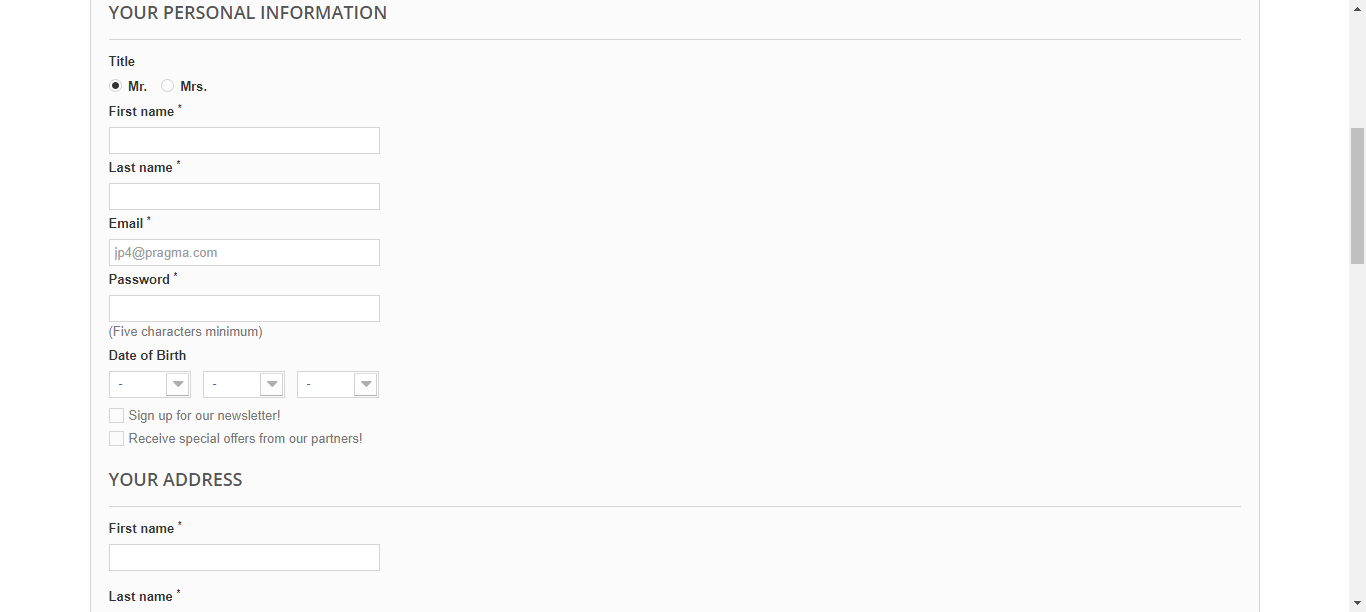 YOUR PERSONAL INFORMATION
Title
Mr. Mrs.
First name *
Last name *
Email *
jp4@pragma.com
Password *
(Five characters minimum)
Date of Birth
- - -
Sign up for our newsletter!
Receive special offers from our partners!
YOUR ADDRESS
First name *
Last name *